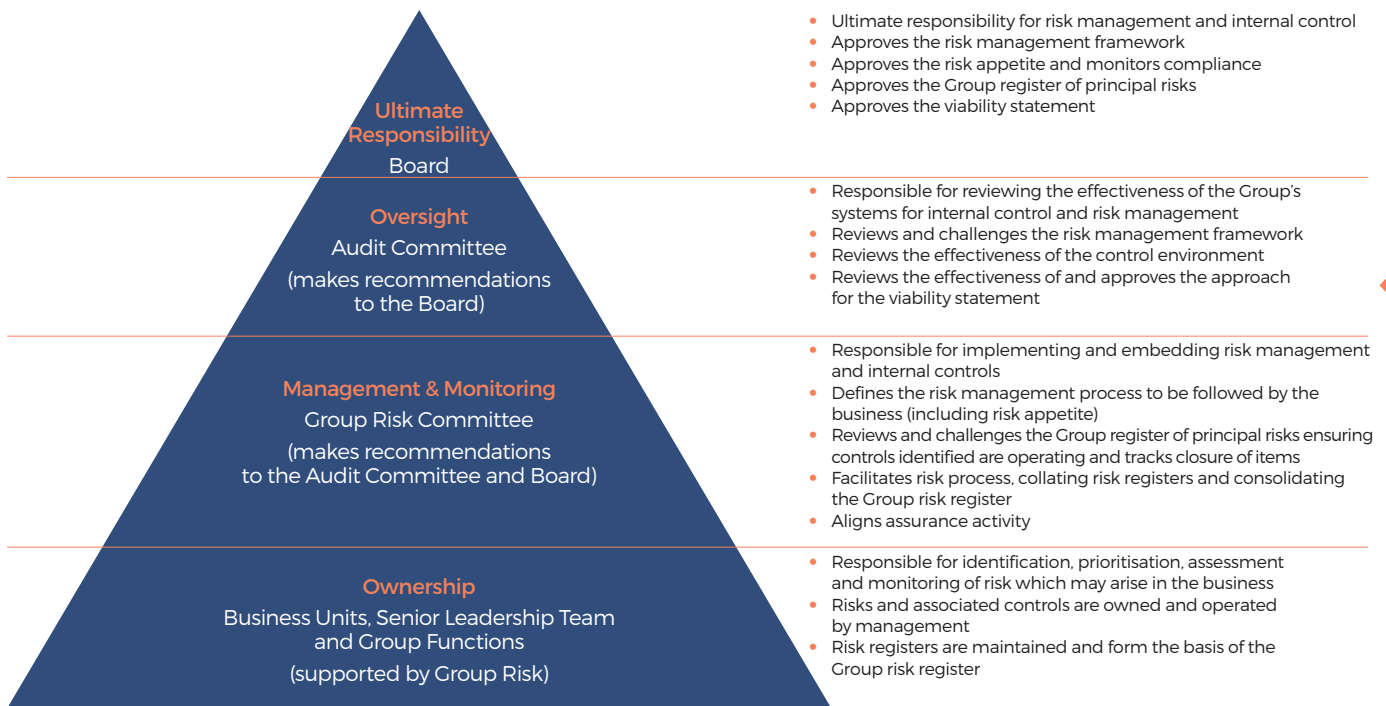 Ultimate
Responsibility
Board
• Ultimate responsibility for risk management and internal control
• Approves the risk management framework
• Approves the risk appetite and monitors compliance
• Approves the Group register of principal risks
• Approves the viability statement
Oversight
Audit Committee
(makes recommendations
to the Board)
• Responsible for reviewing the effectiveness of the Group’s
systems for internal control and risk management
• Reviews and challenges the risk management framework
• Reviews the effectiveness of the control environment
• Reviews the effectiveness of and approves the approach
for the viability statement
Management & Monitoring
Group Risk Committee
(makes recommendations
to the Audit Committee and Board)
• Responsible for implementing and embedding risk management
and internal controls
• Defines the risk management process to be followed by the
business (including risk appetite)
• Reviews and challenges the Group register of principal risks ensuring
controls identified are operating and tracks closure of items
• Facilitates risk process, collating risk registers and consolidating
the Group risk register
• Aligns assurance activity
Ownership
Business Units, Senior Leadership Team
and Group Functions
(supported by Group Risk)
• Responsible for identification, prioritisation, assessment
and monitoring of risk which may arise in the business
• Risks and associated controls are owned and operated
by management
• Risk registers are maintained and form the basis of the
Group risk register